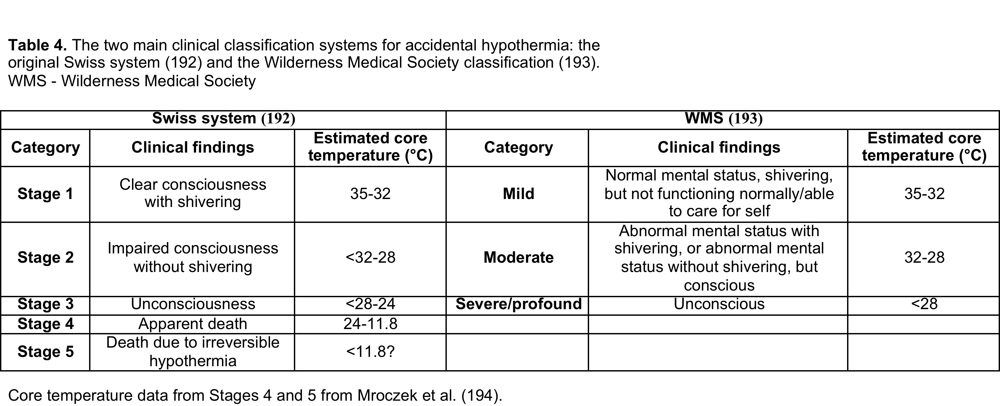 Table 4. The two main clinical classification systems for accidental hypothermia: the
original Swiss system (192) and the Wilderness Medical Society classification (193).
WMS - Wilderness Medical Society
Swiss system (192)
WMS (193)
Category
Clinical findings
Estimated core
temperature (°C)
Category
Clinical findings
Estimated core
temperature (°C)
Stage 1
Clear consciousness
with shivering
35-32
Mild
Normal mental status, shivering,
but not functioning normally/able
to care for self
35-32
Stage 2
Impaired consciousness
without shivering
<32-28
Moderate
Abnormal mental status with
shivering, or abnormal mental
status without shivering, but
conscious
32-28
Stage 3
Unconsciousness
<28-24
Severe/profound
Unconscious
<28
Stage 4
Apparent death
24-11.8
Stage 5
Death due to irreversible
hypothermia
<11.8?
Core temperature data from Stages 4 and 5 from Mroczek et al. (194).